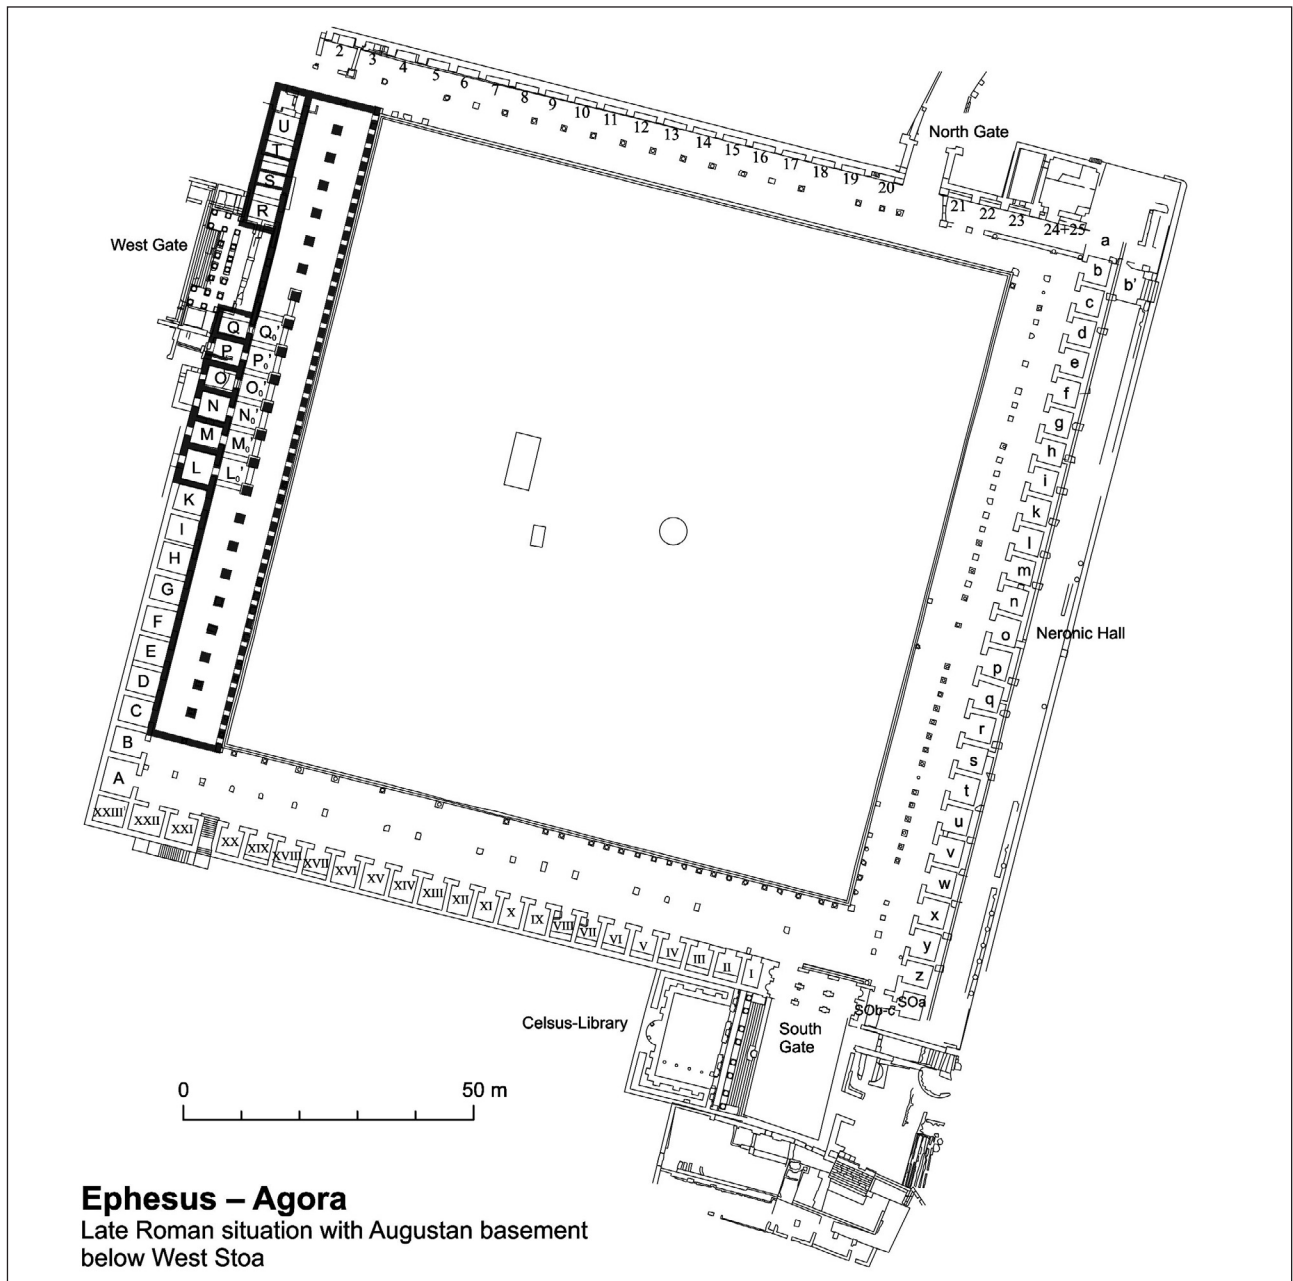 2
3
4
5
6
7
8
9
10
11
12
13
14
15
16
17
18
19
20
North Gate
21
22
23
24+25
a
b
b'
c
d
e
f
g
h
i
k
l
m
n
o
Neronic Hall
p
q
r
s
t
u
v
w
x
y
z
SOa
SOb-c
U
T
S
R
West Gate
Q Q₀'
P P₀'
O O₀'
N N₀'
M M₀'
L L₀'
K
I
H
G
F
E
D
C
B
A
XXIII
XXII
XXI
XX
XIX
XVIII
XVII
XVI
XV
XIV
XIII
XII
XI
X
IX
VIII
VII
VI
V
IV
III
II
I
Celsus-Library
South
Gate
0 50 m
Ephesus – Agora
Late Roman situation with Augustan basement
below West Stoa